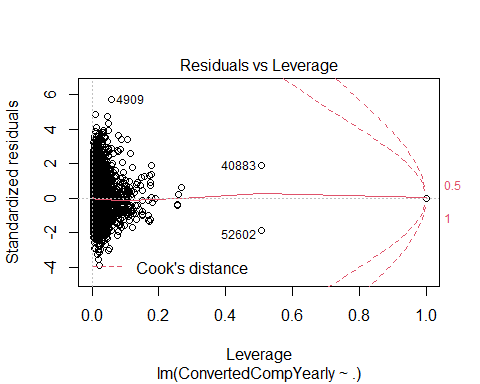 Residuals vs Leverage
Standardized residuals
6
4
2
0
-2
-4
4909
40883
52602
0.5
1
Cook's distance
0.0 0.2 0.4 0.6 0.8 1.0
Leverage
lm(ConvertedCompYearly ~ .)